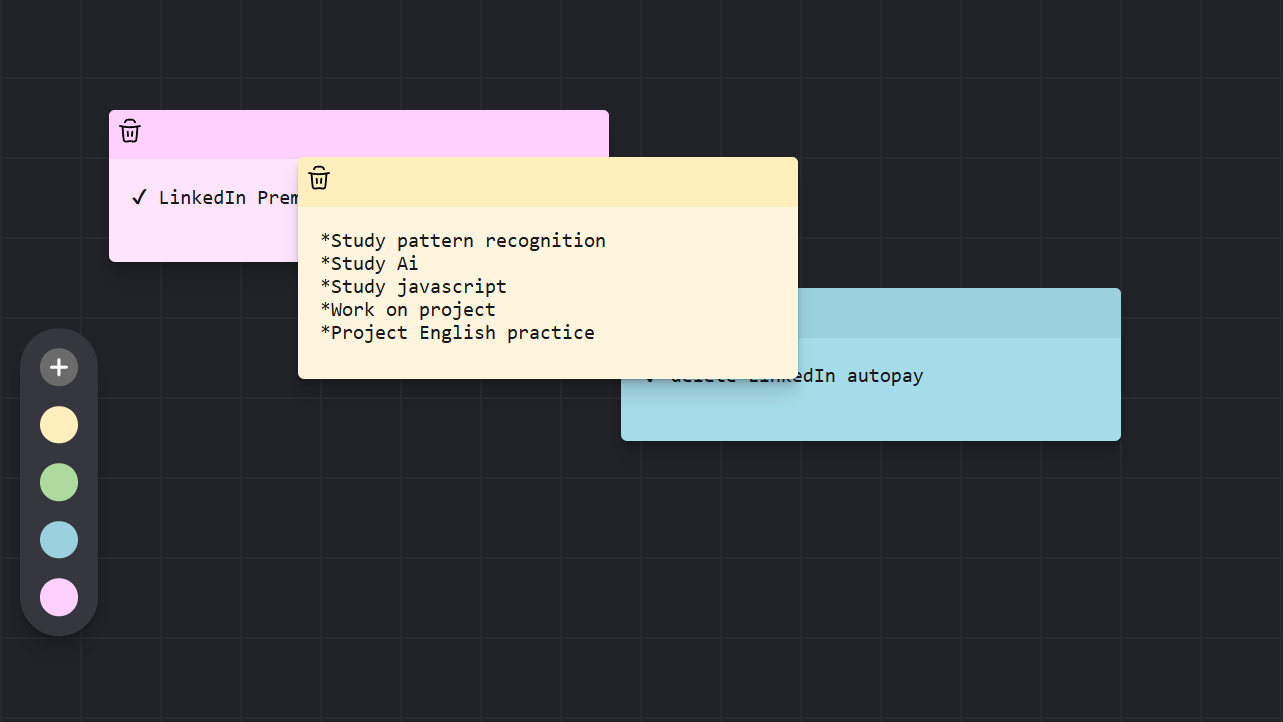 ✓ LinkedIn Prem
*Study pattern recognition
*Study Ai
*Study javascript
*Work on project
*Project English practice
✓ delete LinkedIn autopay